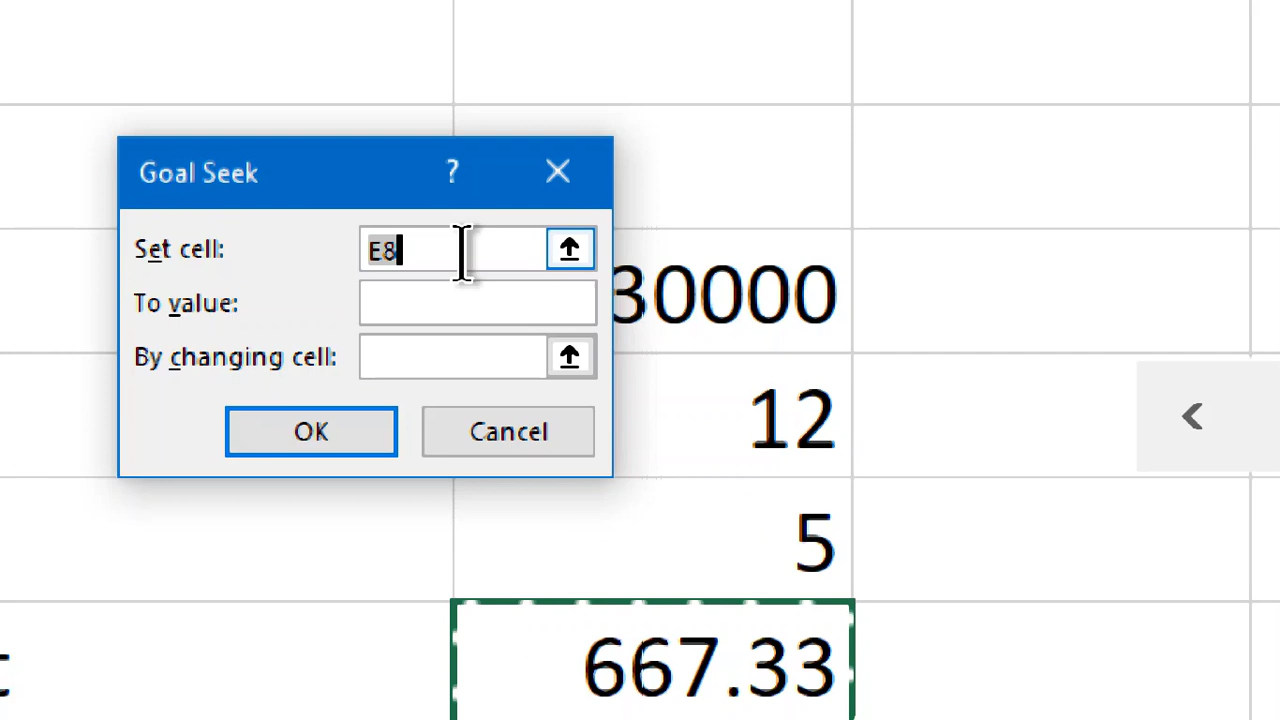 Goal Seek ?
Set cell: E8
To value:
30000
By changing cell:
OK Cancel
12
5
t 667.33